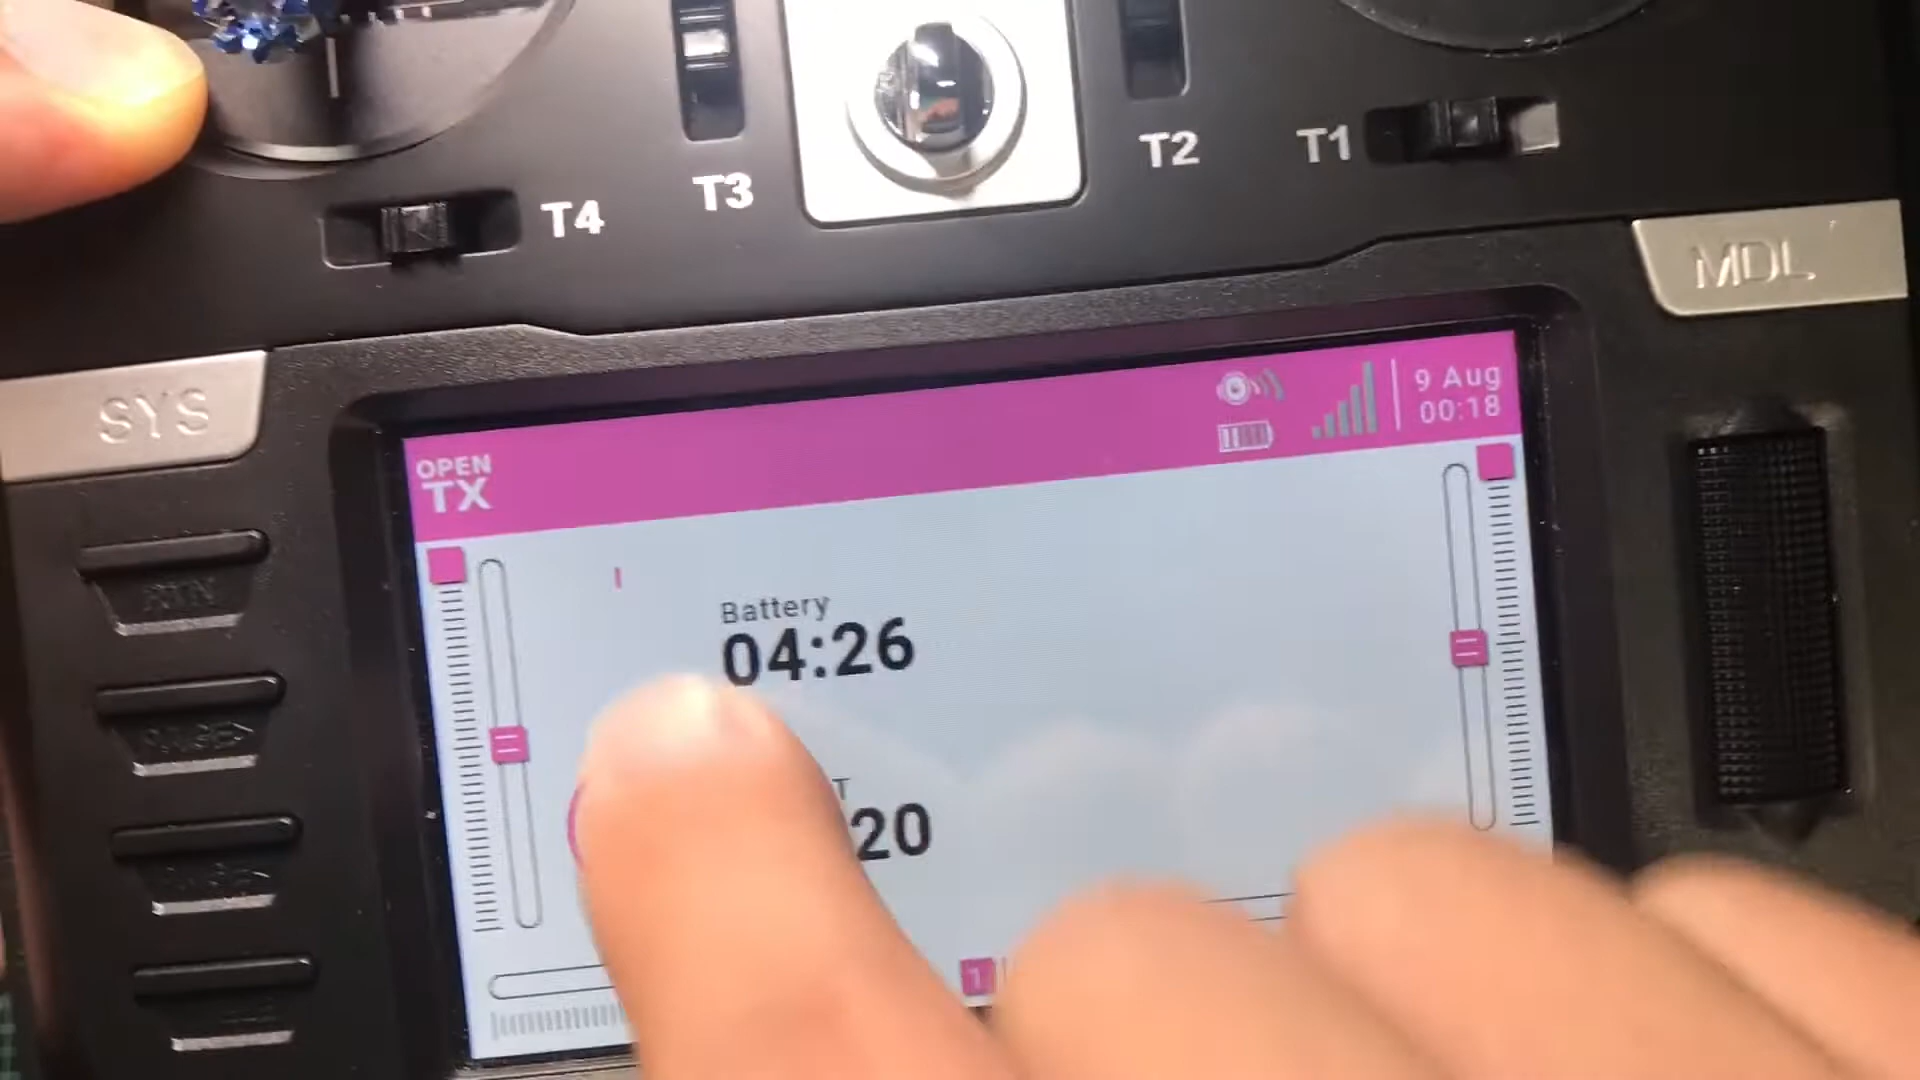 T3
T2
T1
T4
MDL
SYS
9 Aug
00:18
OPEN
TX
Battery
04:26
T
20
RTN
1